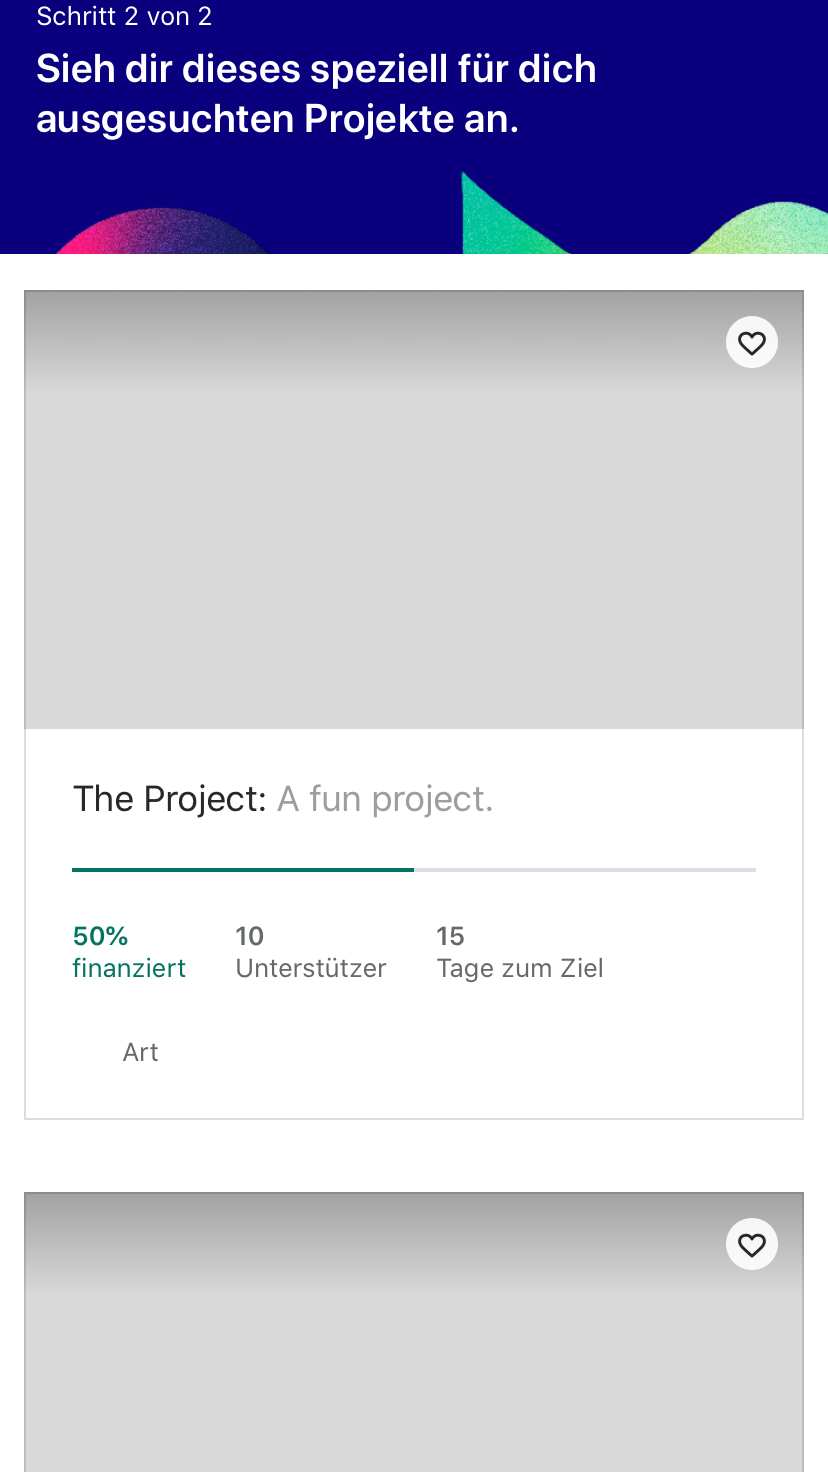 Schritt 2 von 2
Sieh dir dieses speziell für dich
ausgesuchten Projekte an.
The Project: A fun project.
50%
finanziert
10
Unterstützer
15
Tage zum Ziel
Art